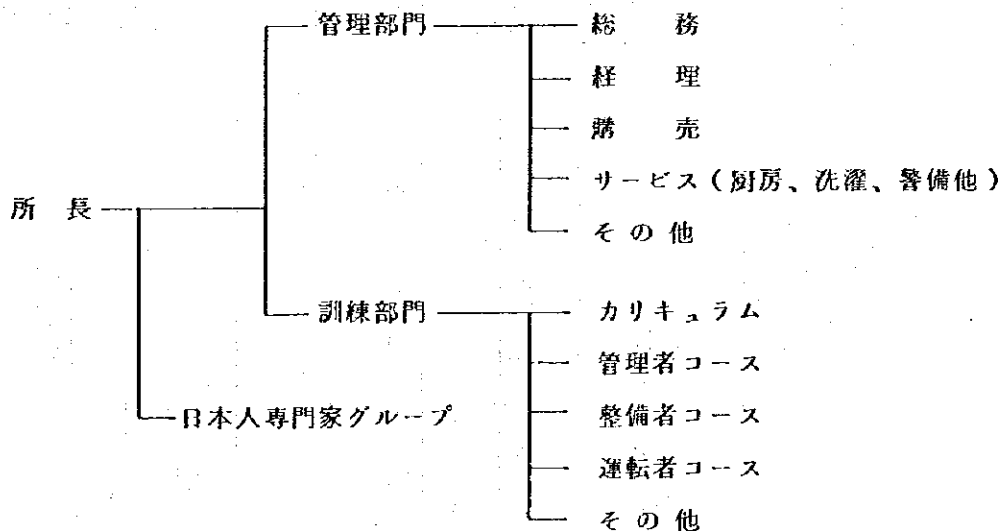 管理部門
総務
経理
購売
サービス(厨房、洗濯、警備他)
所長
その他
訓練部門
カリキュラム
管理者コース
日本人専門家グループ
整備者コース
運転者コース
その他